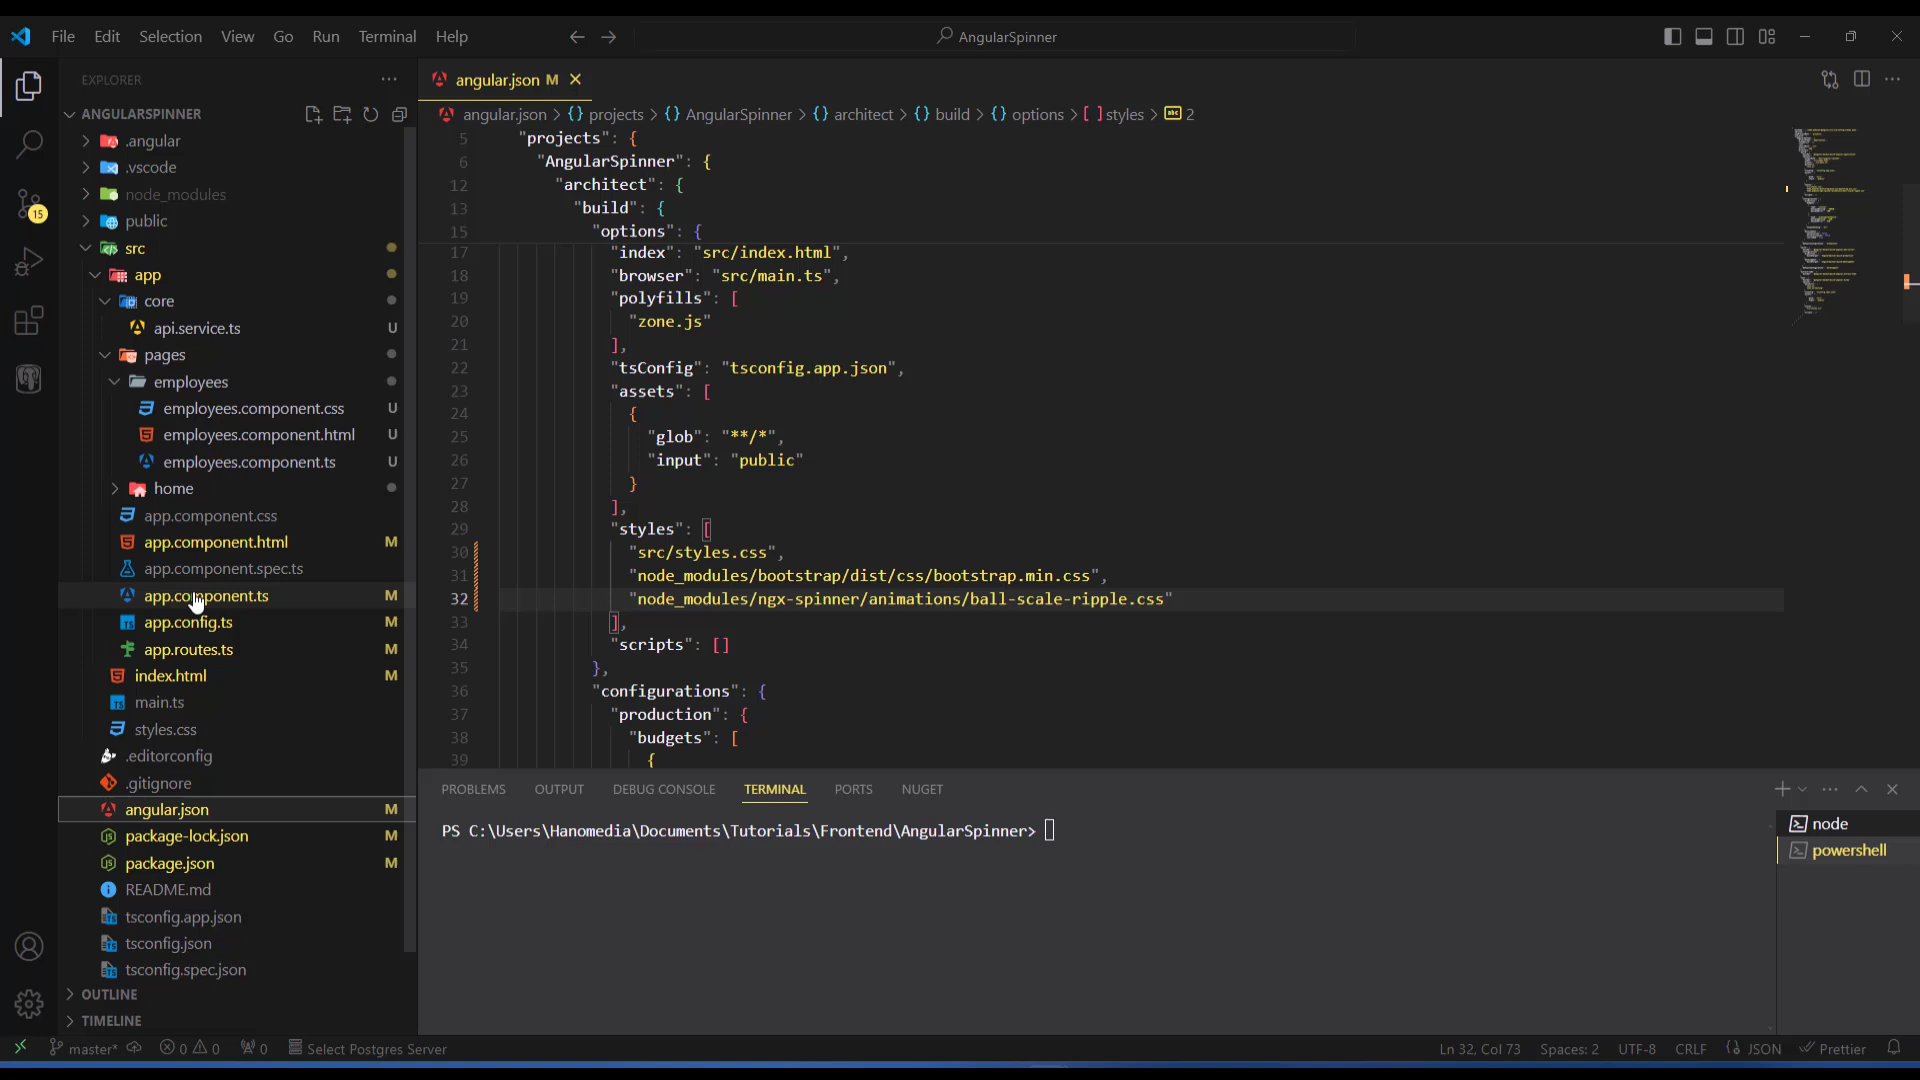 File Edit Selection View Go Run Terminal Help
AngularSpinner
EXPLORER
ANGULARSPINNER
.angular
.vscode
node_modules
public
src
app
core
api.service.ts U
pages
employees
employees.component.css U
employees.component.html U
employees.component.ts U
home
app.component.css
app.component.html M
app.component.spec.ts
app.component.ts M
app.config.ts M
app.routes.ts M
index.html M
main.ts
styles.css
.editorconfig
.gitignore
angular.json M
package-lock.json M
package.json M
README.md
tsconfig.app.json
tsconfig.json
tsconfig.spec.json
OUTLINE
TIMELINE
15
angular.json M
angular.json > {} projects > {} AngularSpinner > {} architect > {} build > {} options > [ ] styles > abc 2
5 "projects": {
6 "AngularSpinner": {
12 "architect": {
13 "build": {
15 "options": {
17 "index": "src/index.html",
18 "browser": "src/main.ts",
19 "polyfills": [
20 "zone.js"
21 ],
22 "tsConfig": "tsconfig.app.json",
23 "assets": [
24 {
25 "glob": "**/*",
26 "input": "public"
27 }
28 ],
29 "styles": [
30 "src/styles.css",
31 "node_modules/bootstrap/dist/css/bootstrap.min.css",
32 "node_modules/ngx-spinner/animations/ball-scale-ripple.css"
33 ],
34 "scripts": []
35 },
36 "configurations": {
37 "production": {
38 "budgets": [
39 {
PROBLEMS OUTPUT DEBUG CONSOLE TERMINAL PORTS NUGET
PS C:\Users\Hanomedia\Documents\Tutorials\Frontend\AngularSpinner>
node
powershell
master* 0 0 0 Select Postgres Server
Ln 32, Col 73 Spaces: 2 UTF-8 CRLF {} JSON Prettier